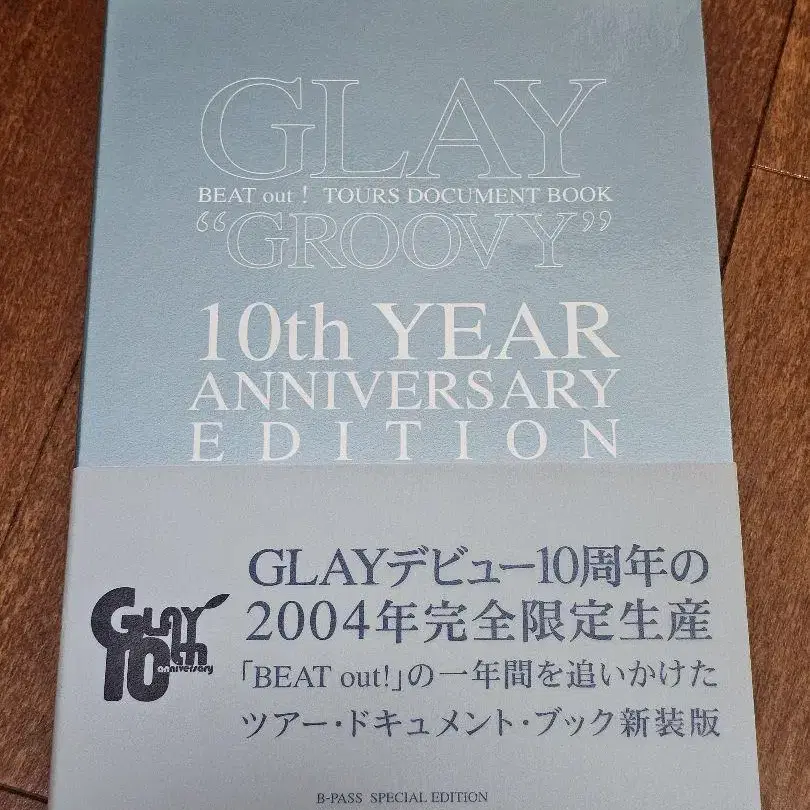 GLAY
BEAT out! TOURS DOCUMENT BOOK
“GROOVY”
10th YEAR
ANNIVERSARY
EDITION
GLAYデビュー10周年の
2004年完全限定生産
「BEAT out!」の一年間を追いかけた
ツアー・ドキュメント・ブック新装版
GLAY
10th
anniversary
B-PASS SPECIAL EDITION